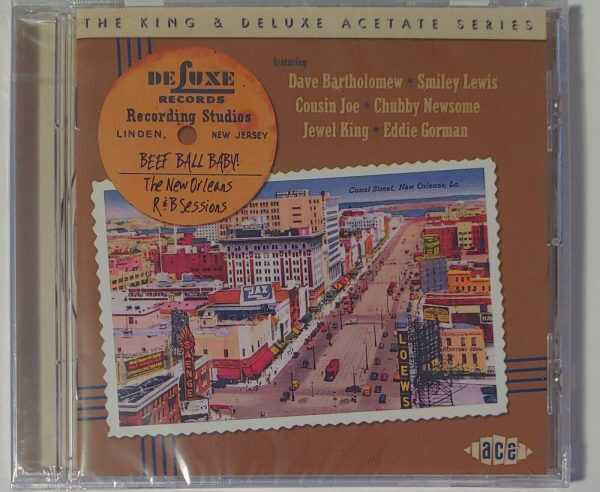 THE KING & DELUXE ACETATE SERIES
featuring
Dave Bartholomew • Smiley Lewis
Cousin Joe • Chubby Newsome
Jewel King • Eddie Gorman
DELUXE
RECORDS
Recording Studios
LINDEN, NEW JERSEY
BEEF BALL BABY!
The New Orleans
R&B Sessions
Canal Street, New Orleans, La.
JAX
SAENGER
LOEWS
ace